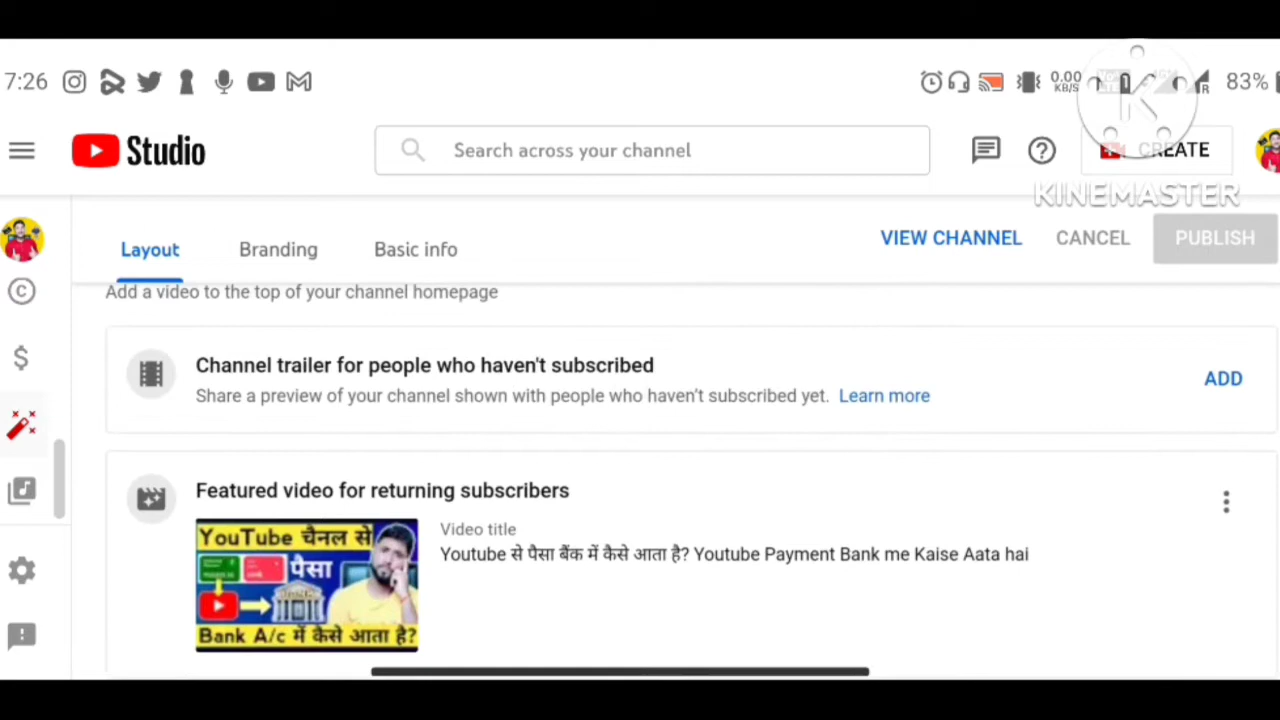 7:26
0.00 KB/S
83%
Studio
Search across your channel
CREATE
KINEMASTER
Layout
Branding
Basic info
VIEW CHANNEL
CANCEL
PUBLISH
Add a video to the top of your channel homepage
Channel trailer for people who haven't subscribed
Share a preview of your channel shown with people who haven't subscribed yet. Learn more
ADD
Featured video for returning subscribers
YouTube चैनल से
पैसा
Bank A/c में कैसे आता है?
Video title
Youtube से पैसा बैंक में कैसे आता है? Youtube Payment Bank me Kaise Aata hai